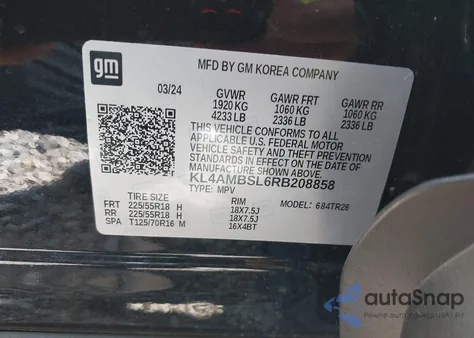 gm
MFD BY GM KOREA COMPANY
03/24
GVWR GAWR FRT GAWR RR
1920 KG 1060 KG 1060 KG
4233 LB 2336 LB 2336 LB
THIS VEHICLE CONFORMS TO ALL
APPLICABLE U.S. FEDERAL MOTOR
VEHICLE SAFETY, BUMPER, AND
THEFT PREVENTION STANDARDS IN
EFFECT ON THE DATE OF
MANUFACTURE SHOWN ABOVE.
KL4AMBSL6RB208858
TYPE: MPV
MODEL: 684TR26
TIRE SIZE RIM
FRT 225/55R18 H 18X7.5J
RR 225/55R18 H 18X7.5J
SPA T125/70R16 M 16X4BT
autoSnap